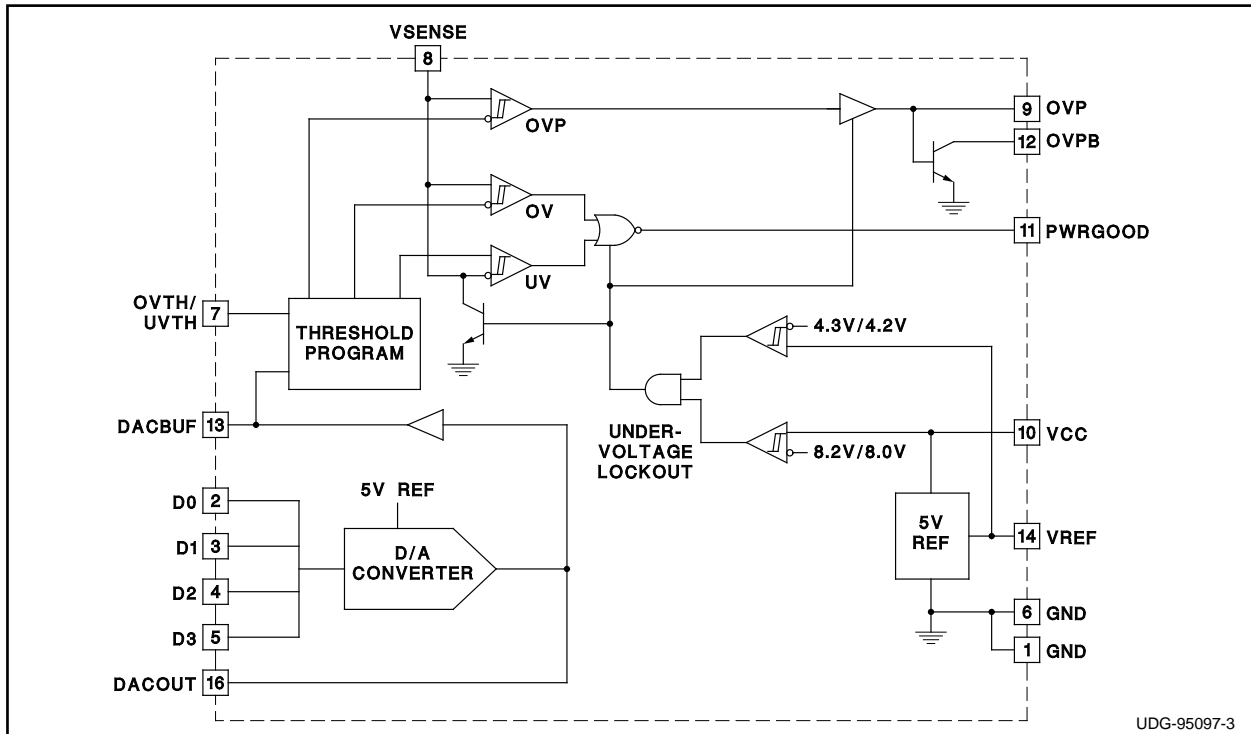 VSENSE
8
OVP
9 OVP
12 OVPB
OV
11 PWRGOOD
UV
OVTH/
UVTH
7
THRESHOLD
PROGRAM
4.3V/4.2V
DACBUF 13
UNDER-
VOLTAGE
LOCKOUT
10 VCC
8.2V/8.0V
5V REF
D0 2
D1 3
D/A
CONVERTER
5V
REF
14 VREF
D2 4
D3 5
6 GND
1 GND
DACOUT 16
UDG-95097-3